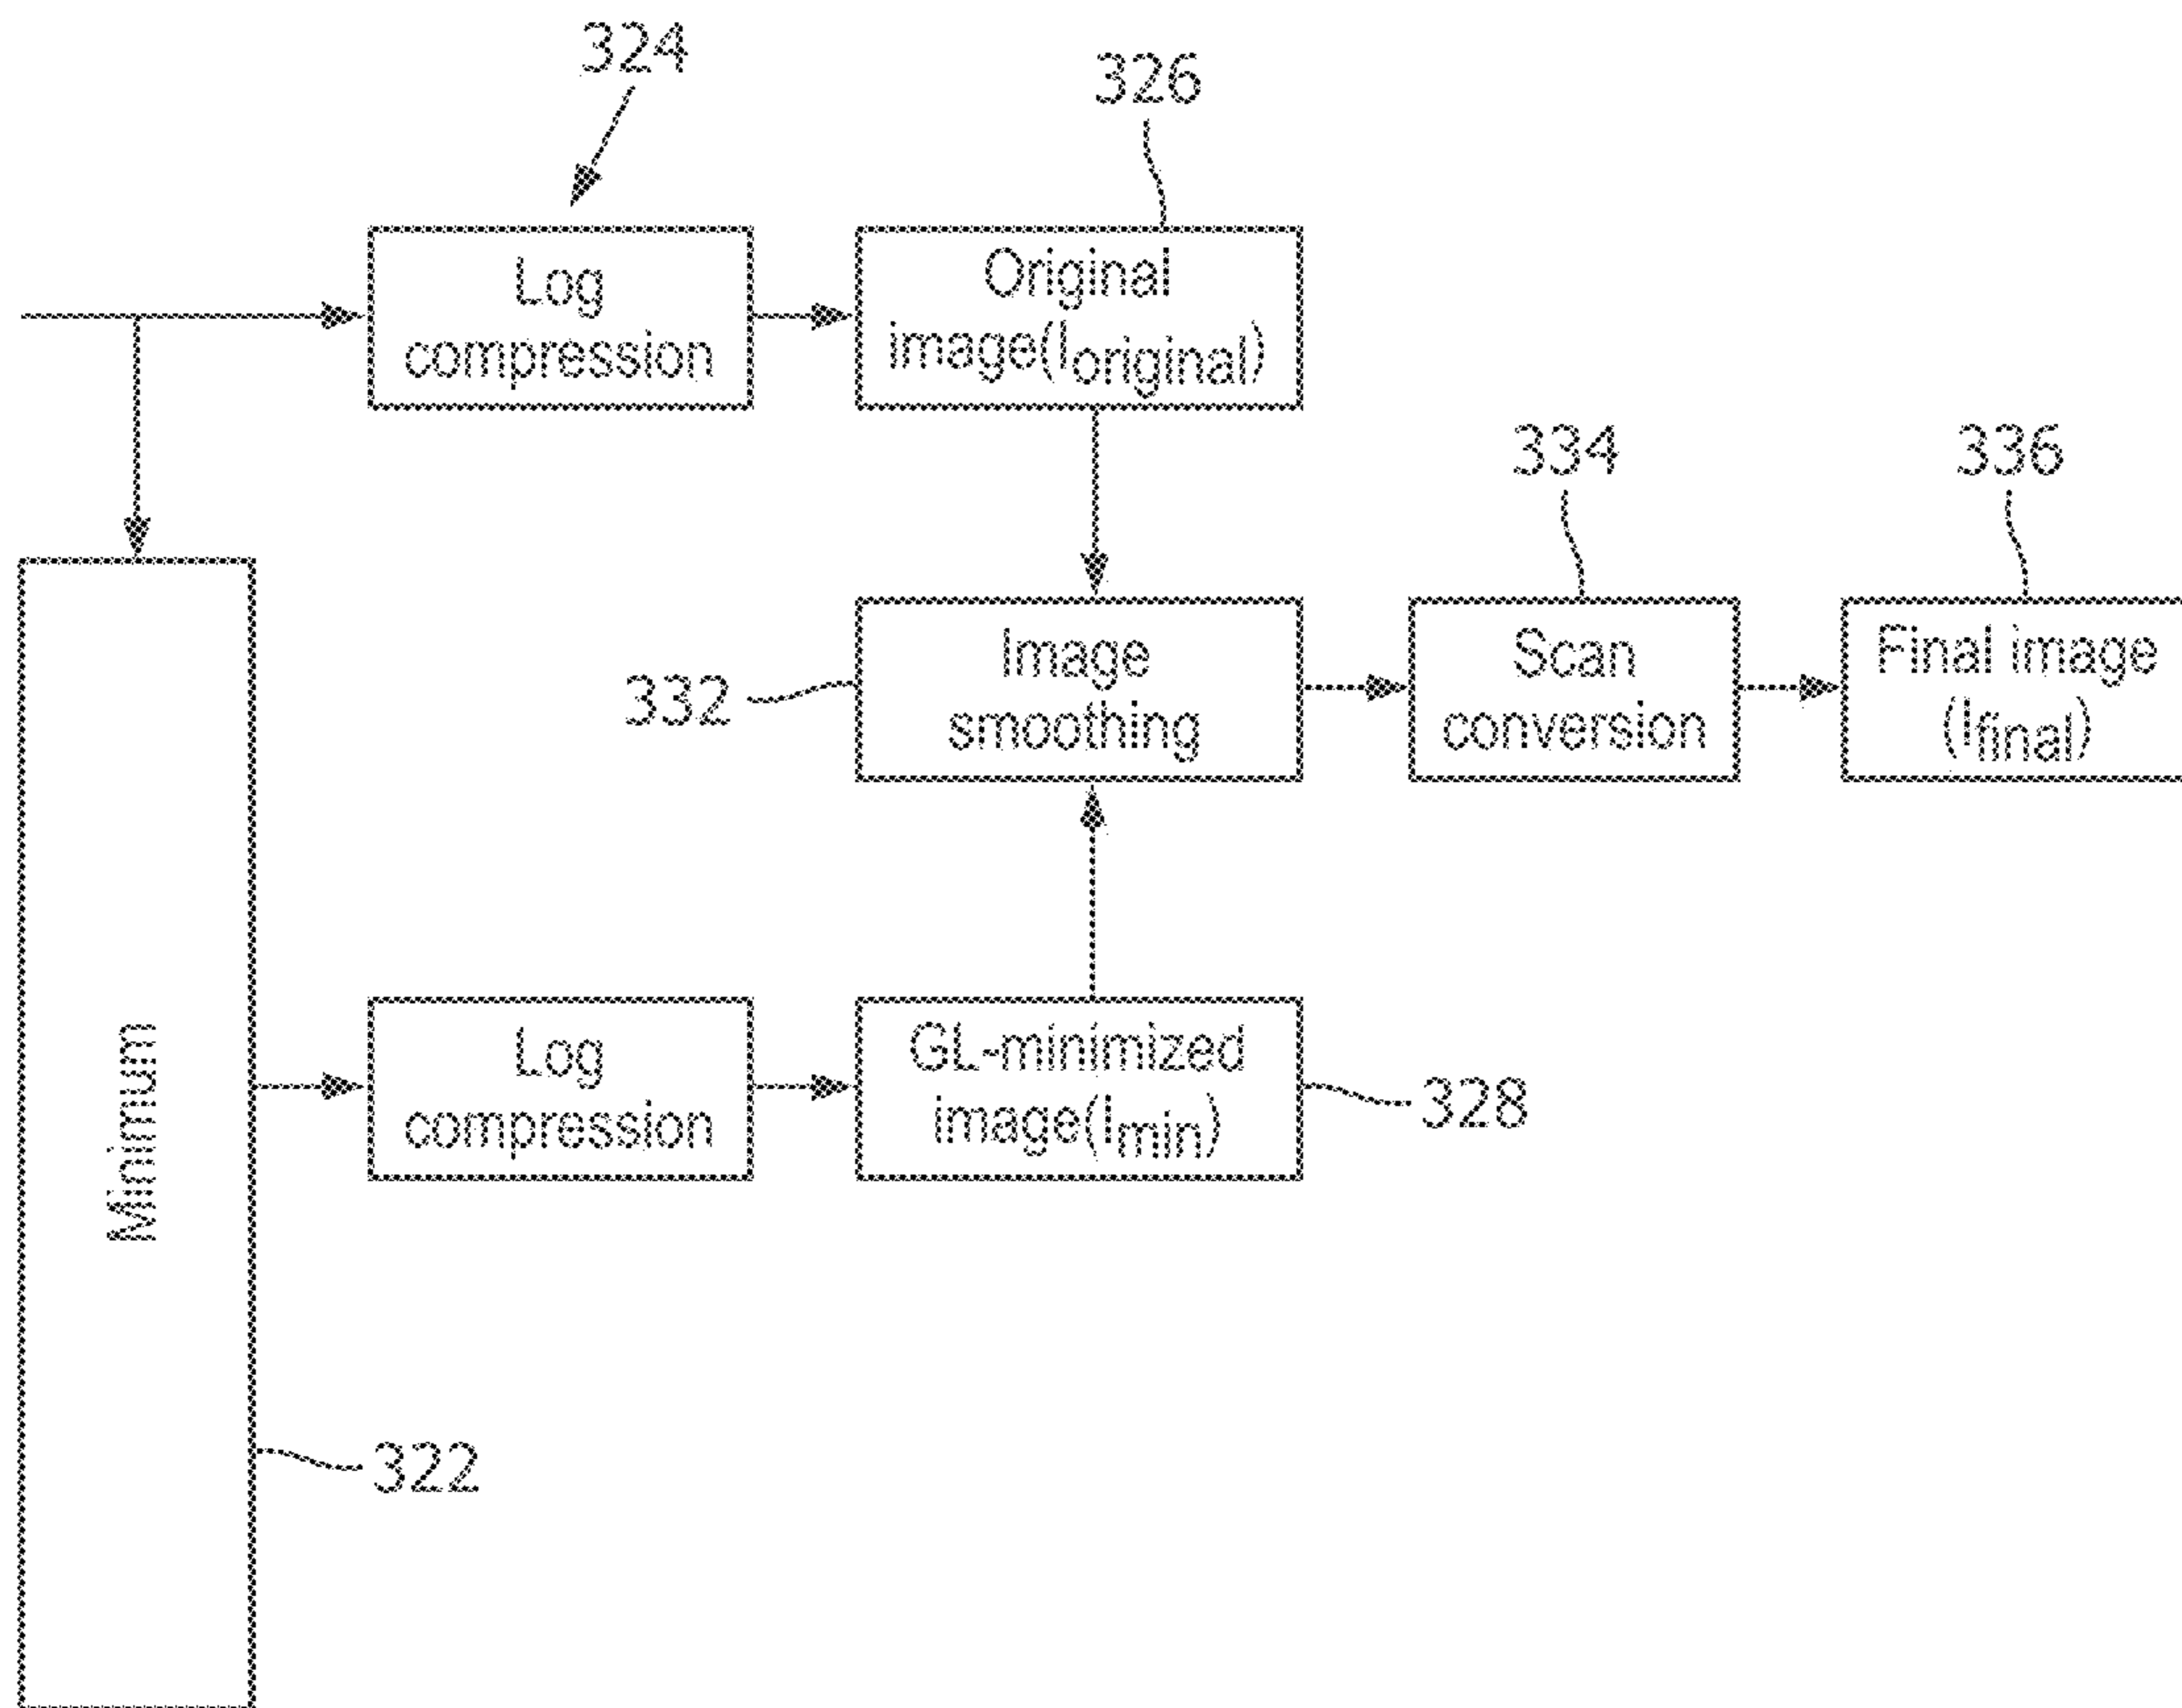 324
326
Log
compression
Original
image(Ioriginal)
334
336
332
Image
smoothing
Scan
conversion
Final image
(Ifinal)
Minimum
Log
compression
GL-minimized
image(Imin)
328
322